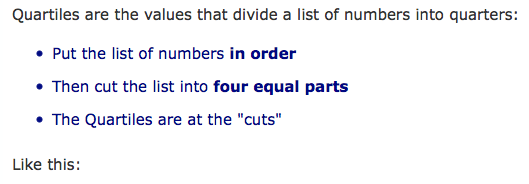 Quartiles are the values that divide a list of numbers into quarters:
• Put the list of numbers in order
• Then cut the list into four equal parts
• The Quartiles are at the "cuts"
Like this: